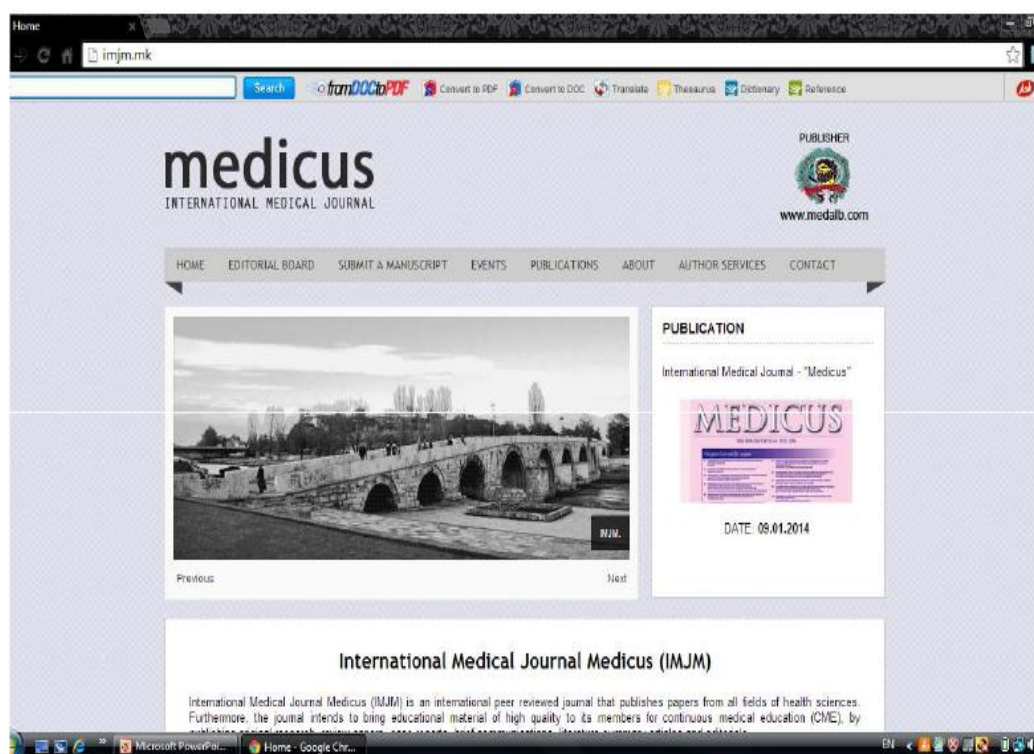 Home x
imjm.mk
Search fromDOCtoPDF Convert to PDF Convert to DOC Translate Thesaurus Dictionary Reference
PUBLISHER
medicus
INTERNATIONAL MEDICAL JOURNAL
www.medalb.com
HOME EDITORIAL BOARD SUBMIT A MANUSCRIPT EVENTS PUBLICATIONS ABOUT AUTHOR SERVICES CONTACT
PUBLICATION
International Medical Journal - "Medicus"
MEDICUS
IMJM.
DATE: 09.01.2014
Previous Next
International Medical Journal Medicus (IMJM)
International Medical Journal Medicus (IMJM) is an international peer reviewed journal that publishes papers from all fields of health sciences.
Furthermore, the journal intends to bring educational material of high quality to its members for continuous medical education (CME), by
Microsoft PowerPoi... Home - Google Chr... EN